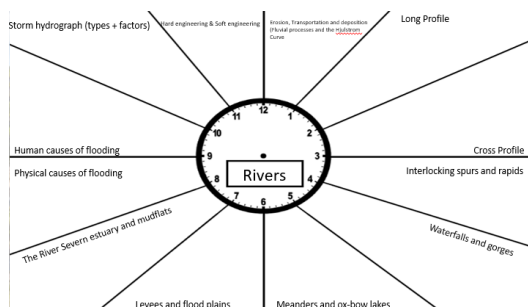 Storm hydrograph (types + factors)
Hard engineering & Soft engineering
Erosion, Transportation and deposition
(Fluvial processes and the Hjulstrom
Curve
Long Profile
12
11
1
10
2
9
3
8
4
7
5
6
Rivers
Human causes of flooding
Cross Profile
Physical causes of flooding
Interlocking spurs and rapids
The River Severn estuary and mudflats
Waterfalls and gorges
Levees and flood plains
Meanders and ox-bow lakes